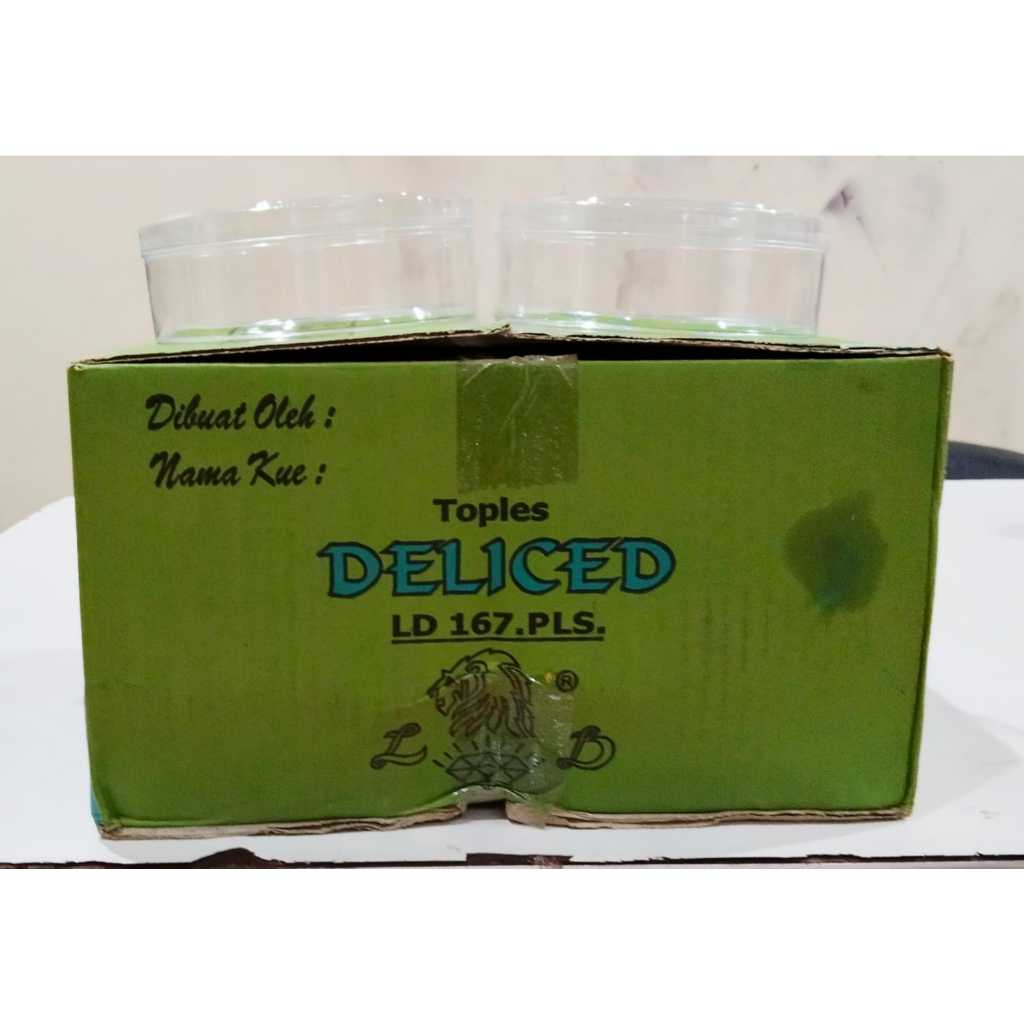 Dibuat Oleh :
Nama Kue :
Toples
DELICED
LD 167.PLS.
®
L D